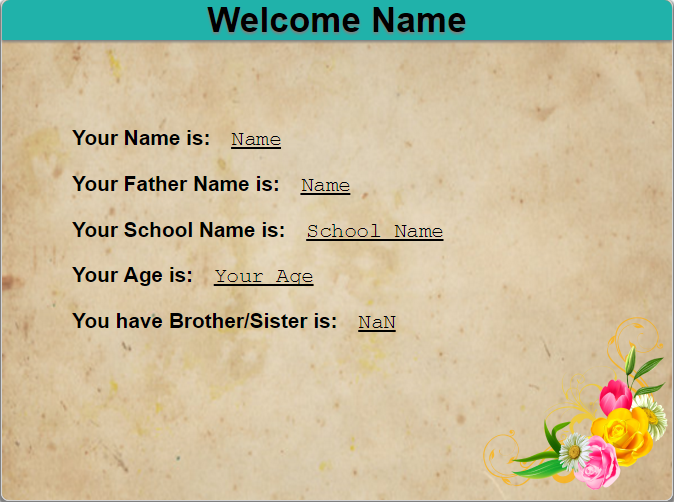 Welcome Name
Your Name is: Name
Your Father Name is: Name
Your School Name is: School Name
Your Age is: Your Age
You have Brother/Sister is: NaN